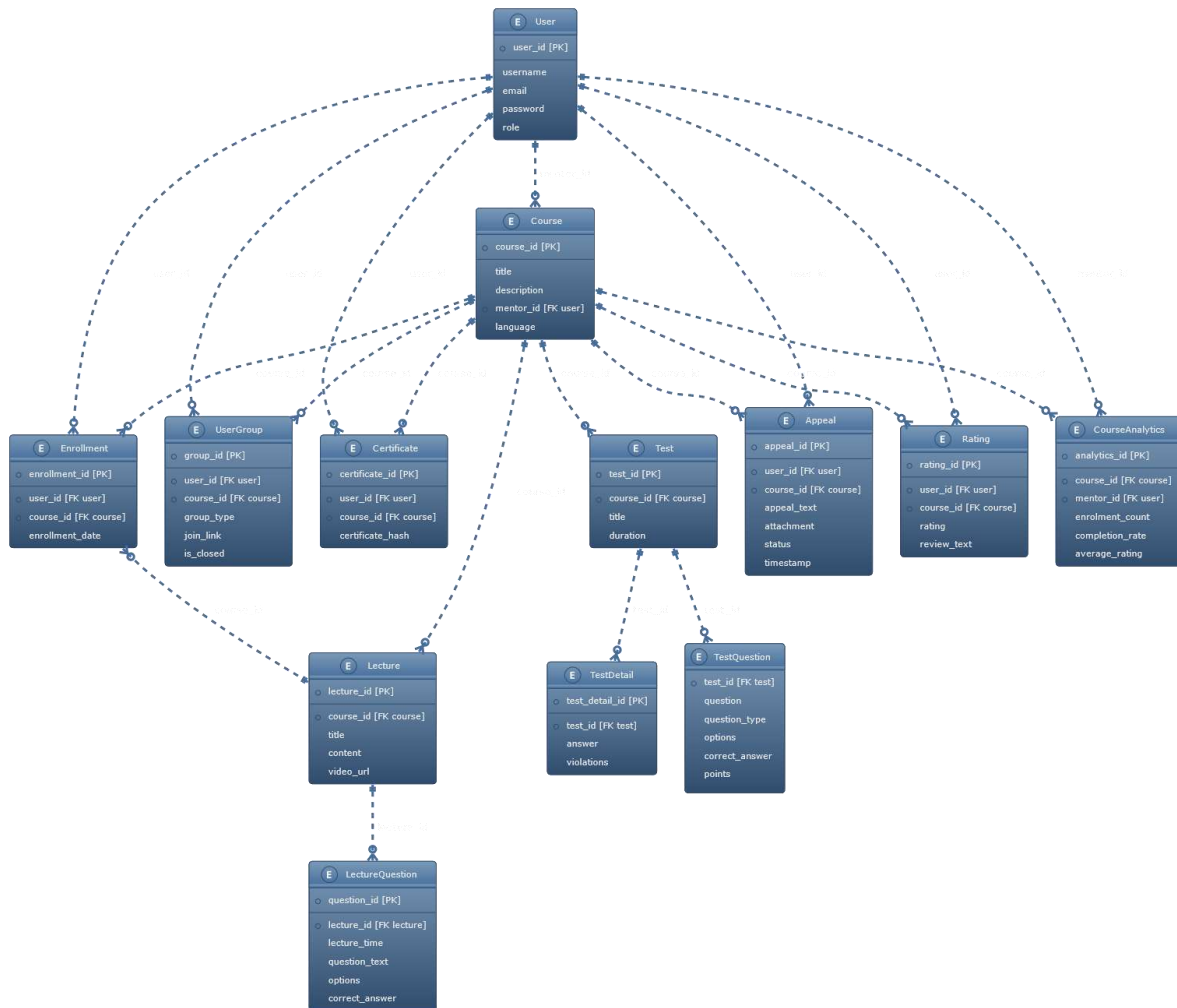 E User
user_id [PK]
username
email
password
role
E Course
course_id [PK]
title
description
mentor_id [FK user]
language
E Enrollment
enrollment_id [PK]
user_id [FK user]
course_id [FK course]
enrollment_date
E UserGroup
group_id [PK]
user_id [FK user]
course_id [FK course]
group_type
join_link
is_closed
E Certificate
certificate_id [PK]
user_id [FK user]
course_id [FK course]
certificate_hash
E Test
test_id [PK]
course_id [FK course]
title
duration
E Appeal
appeal_id [PK]
user_id [FK user]
course_id [FK course]
appeal_text
attachment
status
timestamp
E Rating
rating_id [PK]
user_id [FK user]
course_id [FK course]
rating
review_text
E CourseAnalytics
analytics_id [PK]
course_id [FK course]
mentor_id [FK user]
enrolment_count
completion_rate
average_rating
E Lecture
lecture_id [PK]
course_id [FK course]
title
content
video_url
E TestDetail
test_detail_id [PK]
test_id [FK test]
answer
violations
E TestQuestion
test_id [FK test]
question
question_type
options
correct_answer
points
E LectureQuestion
question_id [PK]
lecture_id [FK lecture]
lecture_time
question_text
options
correct_answer